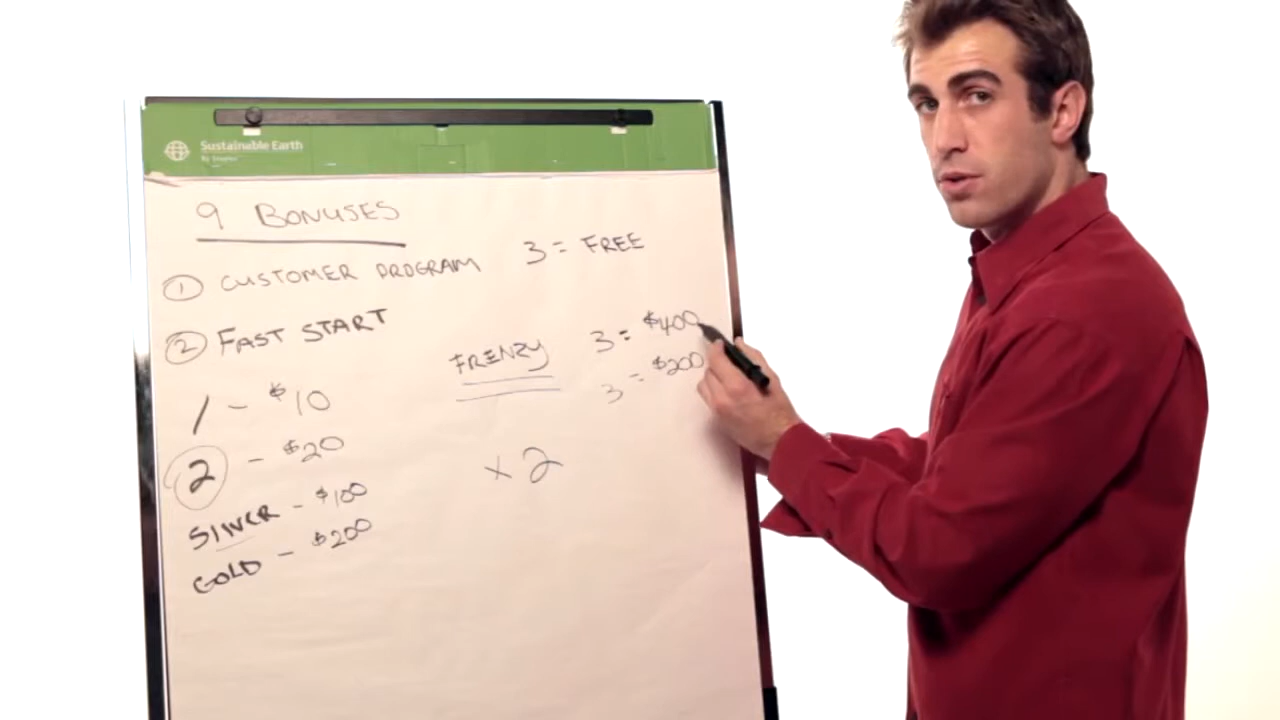 Sustainable Earth
9 BONUSES
① CUSTOMER PROGRAM 3 = FREE
② FAST START
FRENZY 3 = $400
3 = $200
1 - $10
2 - $20
x 2
SILVER - $100
GOLD - $200